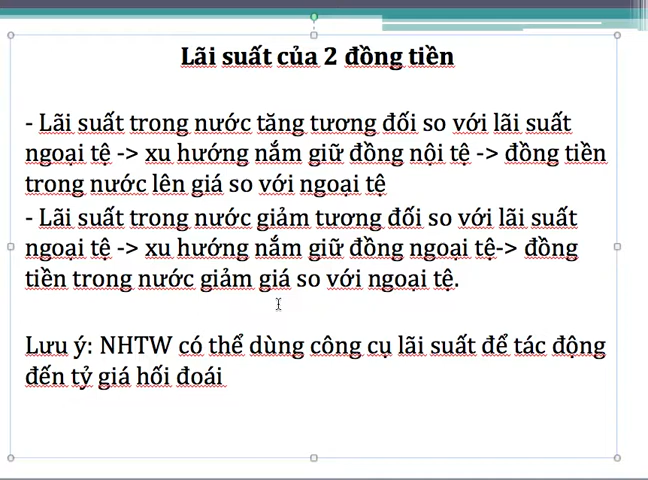 Lãi suất của 2 đồng tiền
- Lãi suất trong nước tăng tương đối so với lãi suất
ngoại tệ -> xu hướng nắm giữ đồng nội tệ -> đồng tiền
trong nước lên giá so với ngoại tệ
- Lãi suất trong nước giảm tương đối so với lãi suất
ngoại tệ -> xu hướng nắm giữ đồng ngoại tệ-> đồng
tiền trong nước giảm giá so với ngoại tệ.
Lưu ý: NHTW có thể dùng công cụ lãi suất để tác động
đến tỷ giá hối đoái